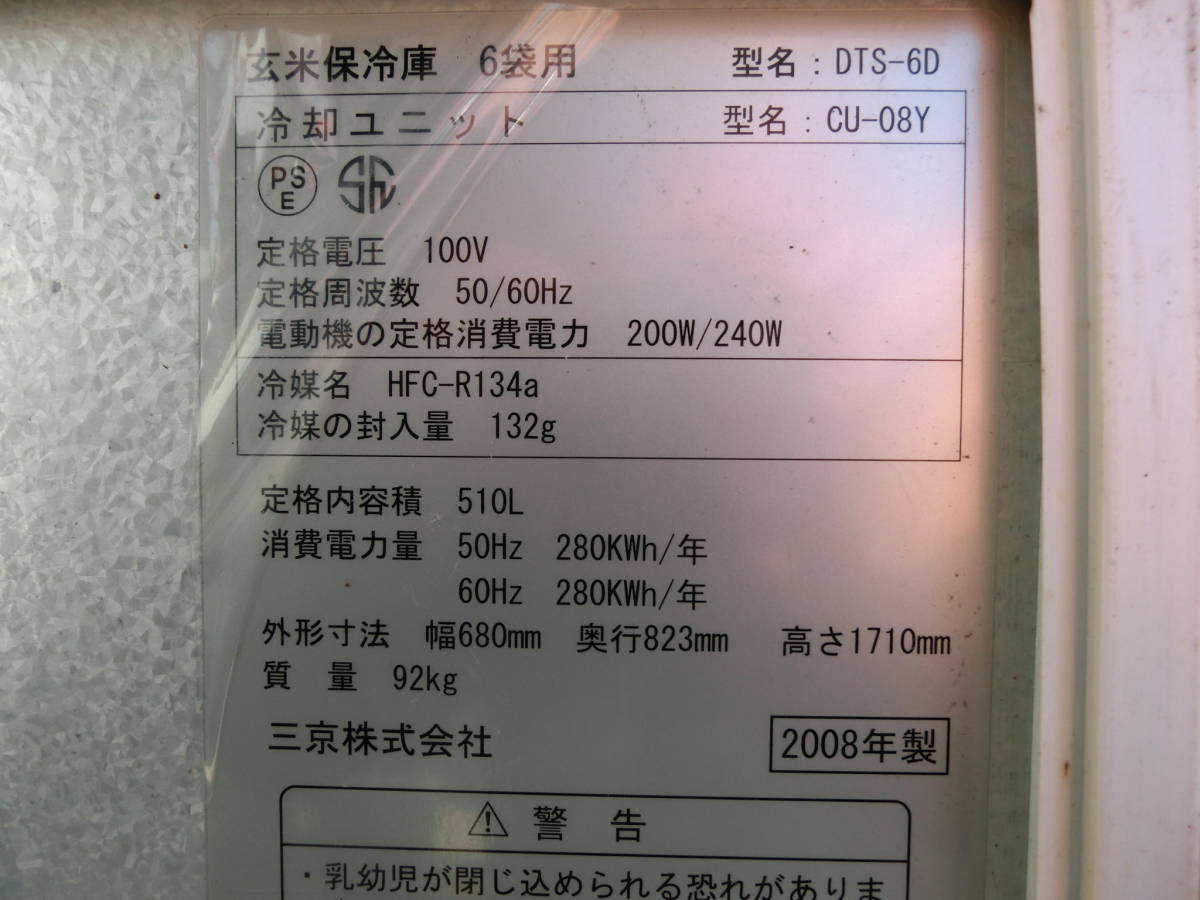 玄米保冷庫 6袋用 型名:DTS-6D
冷却ユニット 型名:CU-08Y
PSE
定格電圧 100V
定格周波数 50/60Hz
電動機の定格消費電力 200W/240W
冷媒名 HFC-R134a
冷媒の封入量 132g
定格内容積 510L
消費電力量 50Hz 280KWh/年
60Hz 280KWh/年
外形寸法 幅680mm 奥行823mm 高さ1710mm
質 量 92kg
三京株式会社 2008年製
警 告
・乳幼児が閉じ込められる恐れがありま